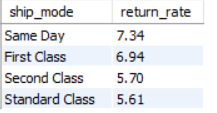 ship_mode return_rate
Same Day 7.34
First Class 6.94
Second Class 5.70
Standard Class 5.61